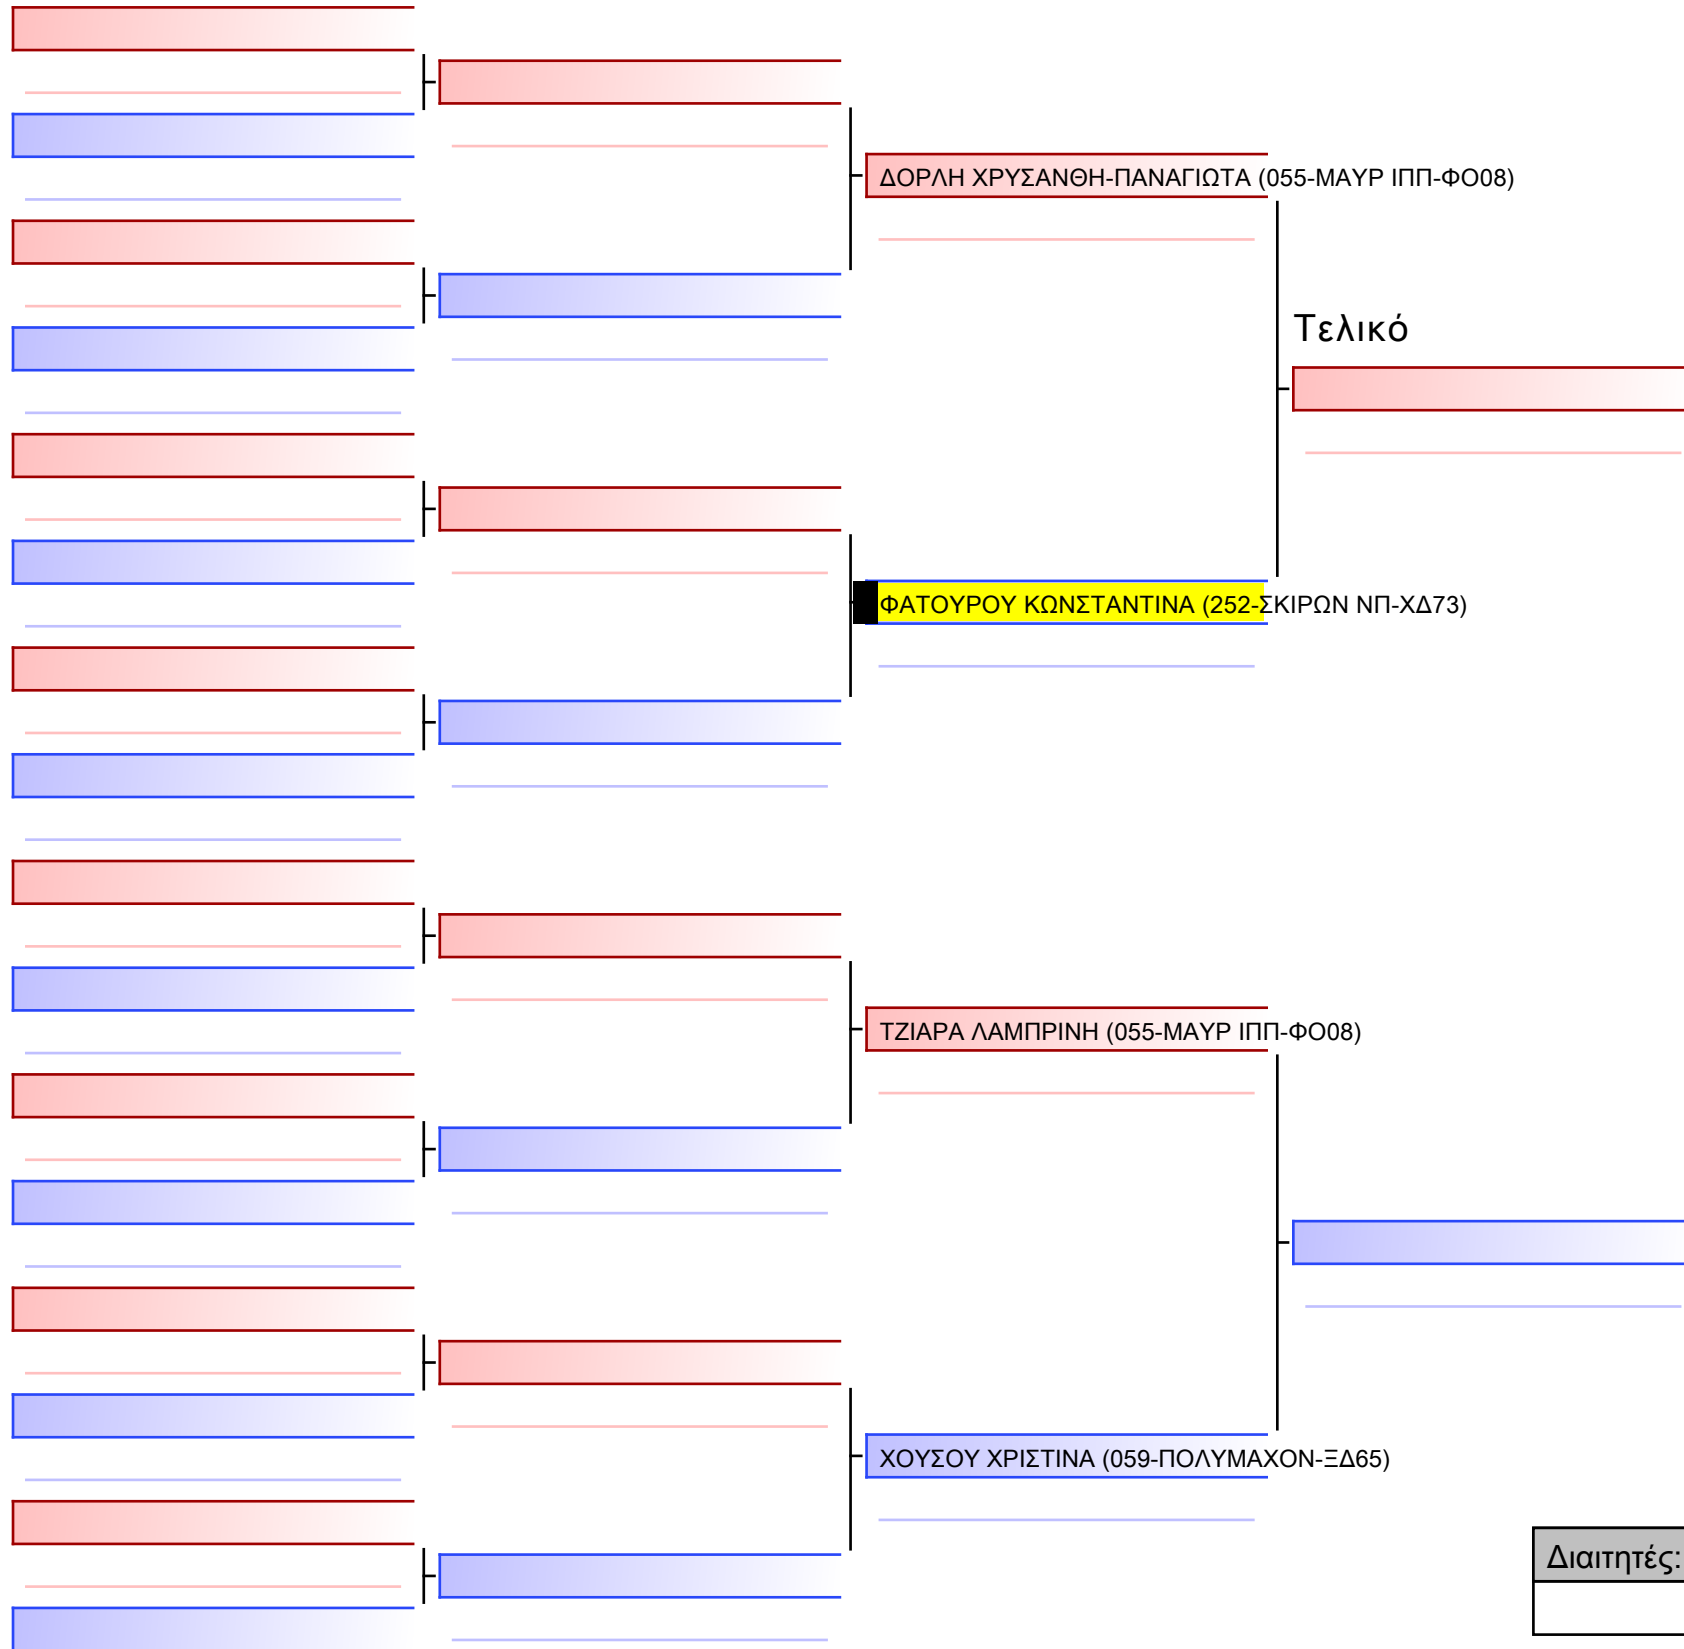 ΔΟΡΛΗ ΧΡΥΣΑΝΘΗ-ΠΑΝΑΓΙΩΤΑ (055-ΜΑΥΡ ΙΠΠ-ΦΟ08)
Τελικό
ΦΑΤΟΥΡΟΥ ΚΩΝΣΤΑΝΤΙΝΑ (252-ΣΚΙΡΩΝ ΝΠ-ΧΔ73)
ΤΖΙΑΡΑ ΛΑΜΠΡΙΝΗ (055-ΜΑΥΡ ΙΠΠ-ΦΟ08)
ΧΟΥΣΟΥ ΧΡΙΣΤΙΝΑ (059-ΠΟΛΥΜΑΧΟΝ-ΞΔ65)
Διαιτητές: